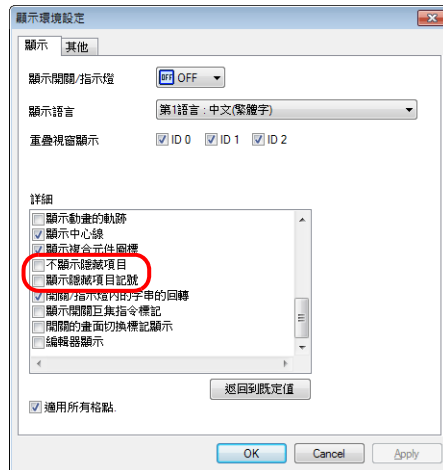 顯示環境設定
顯示
其他
顯示開關/指示燈
OFF OFF
顯示語言
第1語言 : 中文(繁體字)
重疊視窗顯示
ID 0
ID 1
ID 2
詳細
顯示動畫的軌跡
顯示中心線
顯示複合元件圖標
不顯示隱藏項目
顯示隱藏項目記號
開關/指示燈內的字串的回轉
顯示開關巨集指令標記
開關的畫面切換標記顯示
編輯器顯示
返回到既定值
適用所有格點.
OK
Cancel
Apply